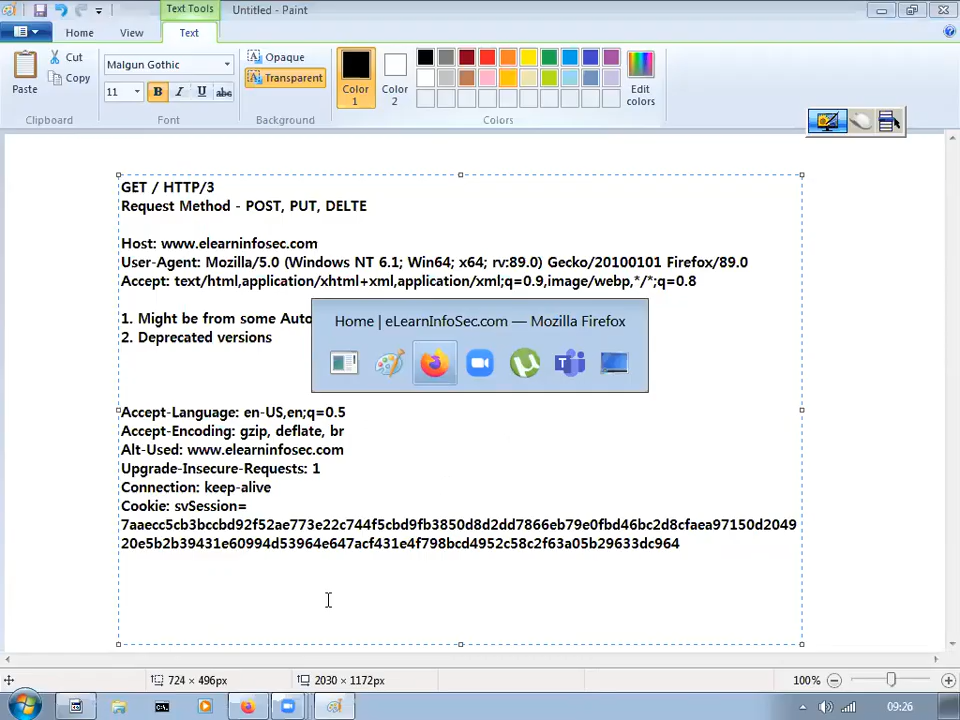 Text Tools
Untitled - Paint
Home
View
Text
Paste
Cut
Copy
Clipboard
Malgun Gothic
11
B
I
U
abc
Font
Opaque
Transparent
Background
Color
1
Color
2
Edit
colors
Colors
GET / HTTP/3
Request Method - POST, PUT, DELTE
Host: www.elearninfosec.com
User-Agent: Mozilla/5.0 (Windows NT 6.1; Win64; x64; rv:89.0) Gecko/20100101 Firefox/89.0
Accept: text/html,application/xhtml+xml,application/xml;q=0.9,image/webp,*/*;q=0.8
1. Might be from some Auto
2. Deprecated versions
Home | eLearnInfoSec.com — Mozilla Firefox
Accept-Language: en-US,en;q=0.5
Accept-Encoding: gzip, deflate, br
Alt-Used: www.elearninfosec.com
Upgrade-Insecure-Requests: 1
Connection: keep-alive
Cookie: svSession=
7aaecc5cb3bccbd92f52ae773e22c744f5cbd9fb3850d8d2dd7866eb79e0fbd46bc2d8cfaea97150d2049
20e5b2b39431e60994d53964e647acf431e4f798bcd4952c58c2f63a05b29633dc964
724 × 496px
2030 × 1172px
100%
09:26